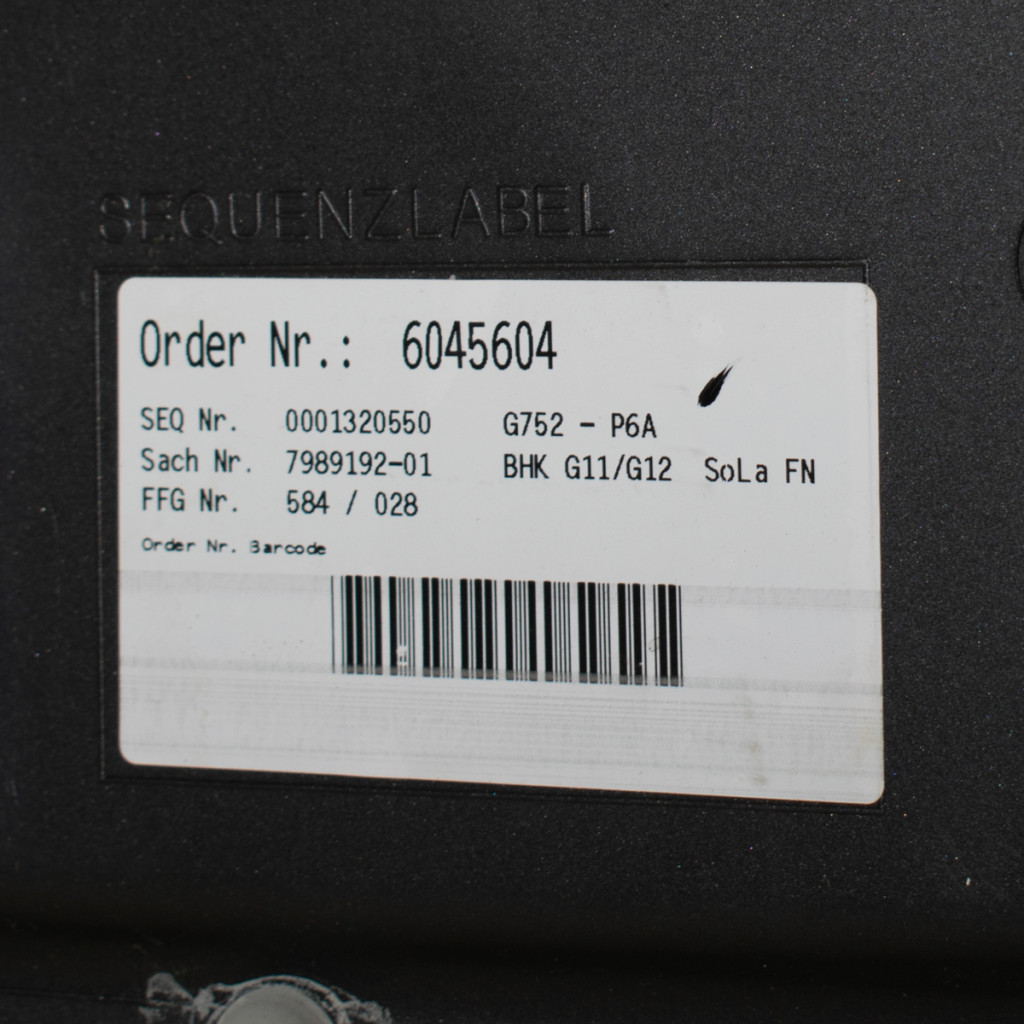 SEQUENZLABEL
Order Nr.: 6045604
SEQ Nr. 0001320550 G752 - P6A
Sach Nr. 7989192-01 BHK G11/G12 SoLa FN
FFG Nr. 584 / 028
Order Nr. Barcode